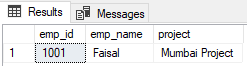 Results Messages
emp_id emp_name project
1 1001 Faisal Mumbai Project